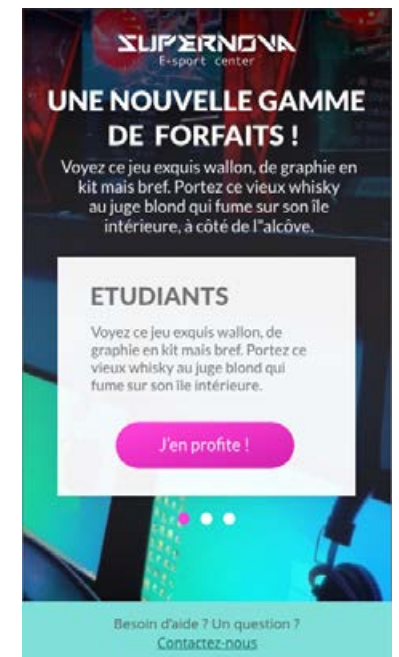 SUPERNOVA
E-sport center
UNE NOUVELLE GAMME
DE FORFAITS !
Voyez ce jeu exquis wallon, de graphie en
kit mais bref. Portez ce vieux whisky
au juge blond qui fume sur son île
intérieure, à côté de l"alcôve.
ETUDIANTS
Voyez ce jeu exquis wallon, de
graphie en kit mais bref. Portez ce
vieux whisky au juge blond qui
fume sur son île intérieure.
J'en profite !
Besoin d'aide ? Un question ?
Contactez-nous